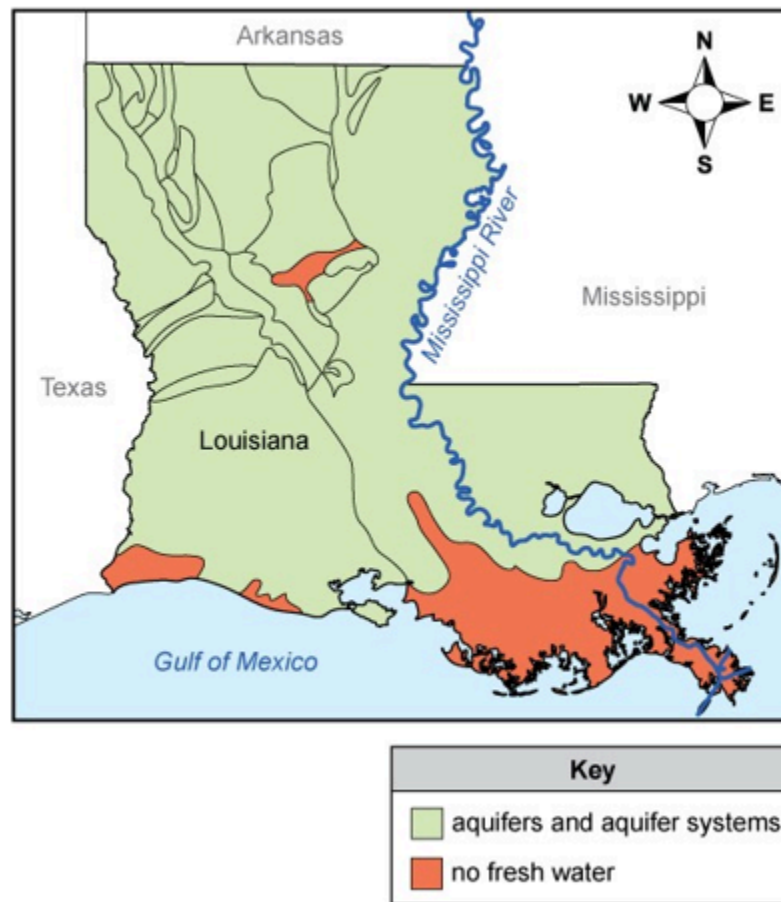 Arkansas
N
W
E
S
Mississippi River
Mississippi
Texas
Louisiana
Gulf of Mexico
Key
aquifers and aquifer systems
no fresh water